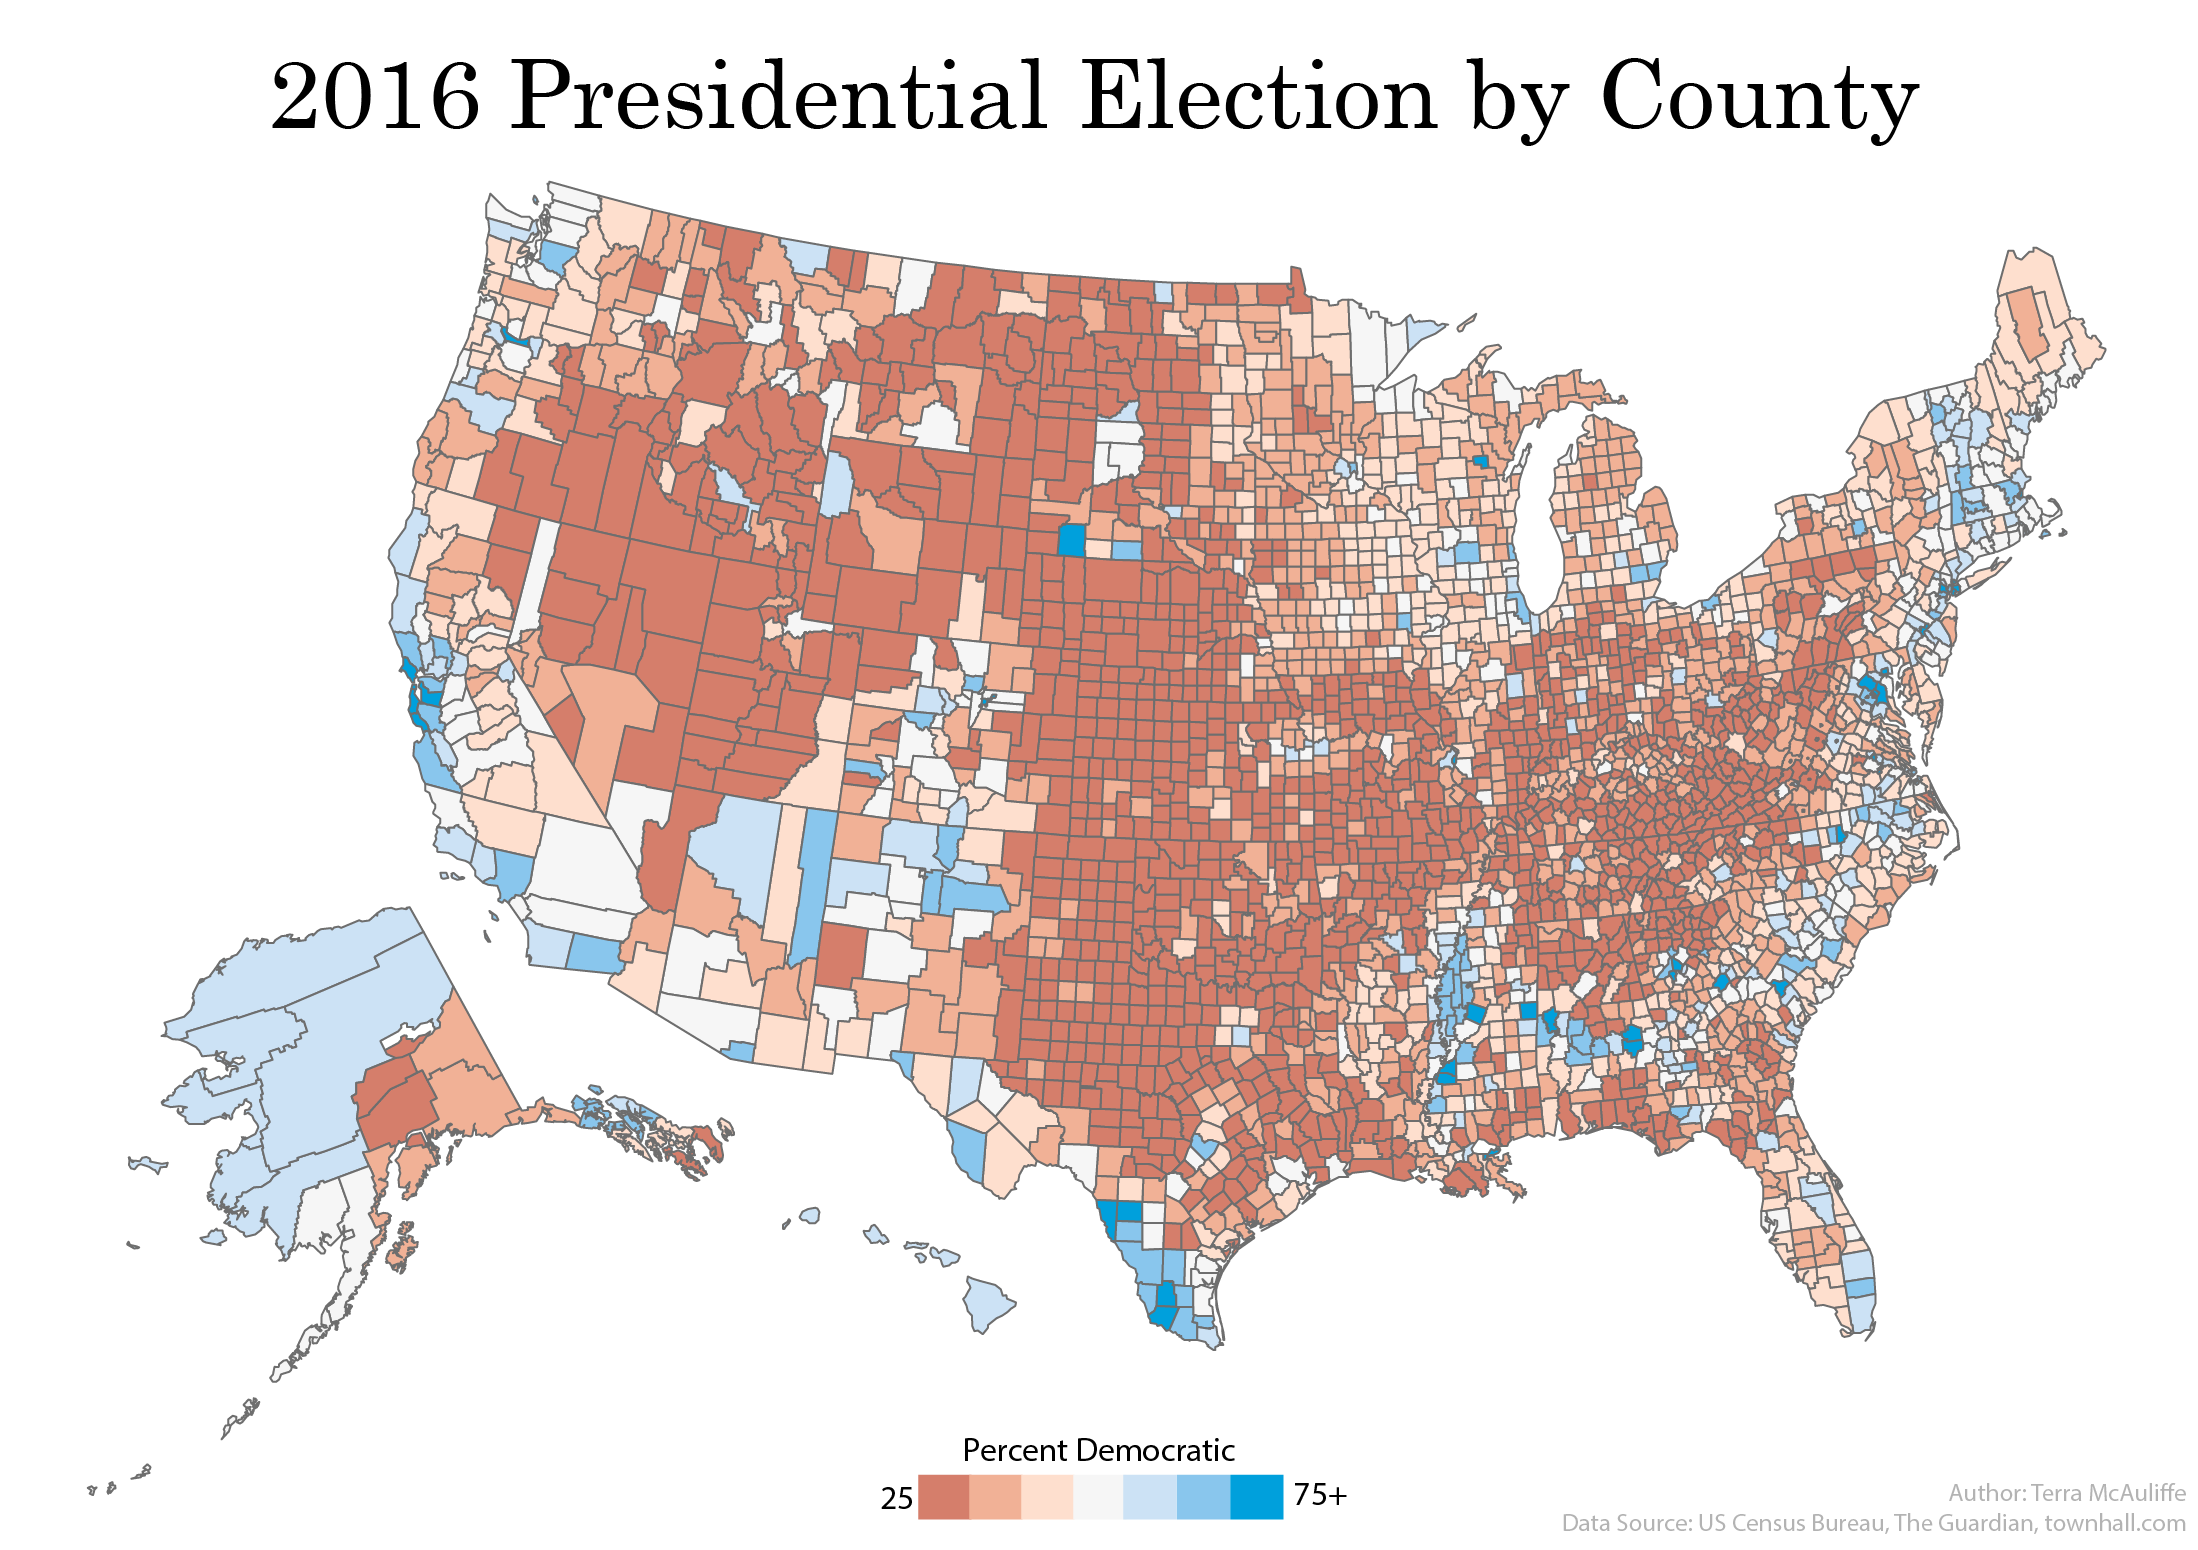 2016 Presidential Election by County
Percent Democratic
25 75+
Author: Terra McAuliffe
Data Source: US Census Bureau, The Guardian, townhall.com